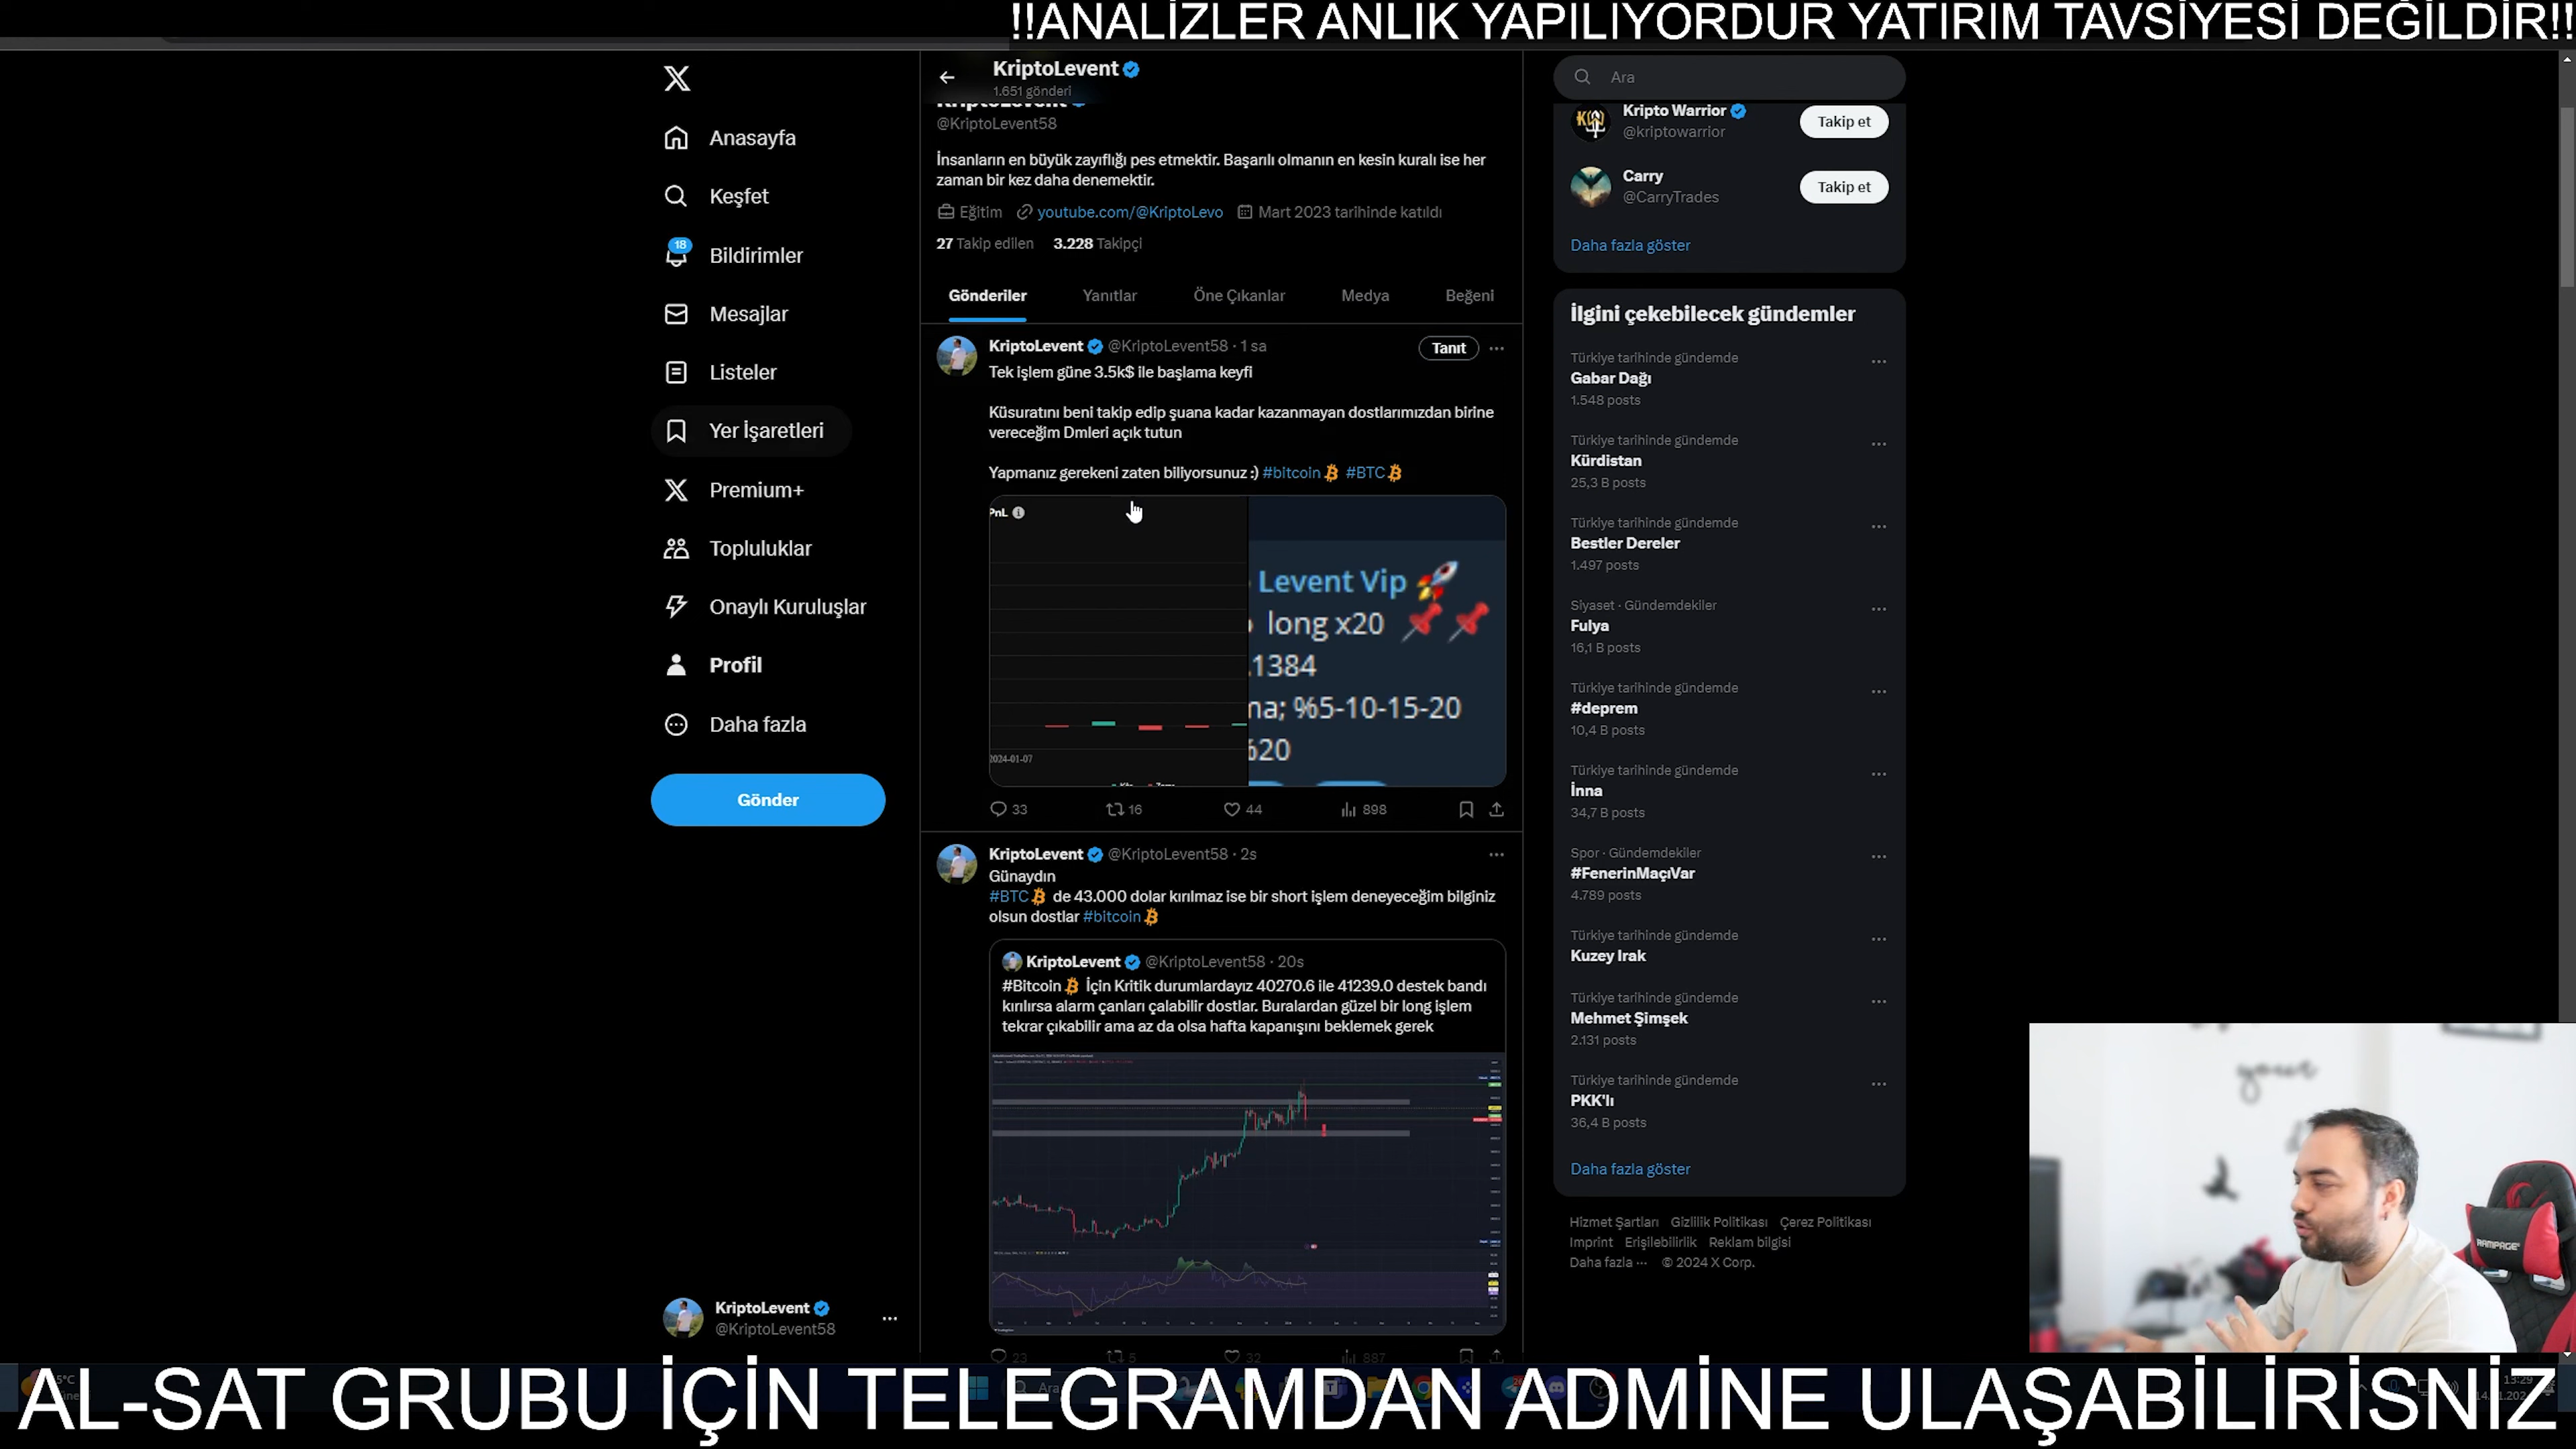 !!ANALİZLER ANLIK YAPILIYORDUR YATIRIM TAVSİYESİ DEĞİLDİR!!
Anasayfa
Keşfet
18
Bildirimler
Mesajlar
Listeler
Yer İşaretleri
Premium+
Topluluklar
Onaylı Kuruluşlar
Profil
Daha fazla
Gönder
KriptoLevent
@KriptoLevent58
KriptoLevent
1.651 gönderi
KriptoLevent
@KriptoLevent58
İnsanların en büyük zayıflığı pes etmektir. Başarılı olmanın en kesin kuralı ise her
zaman bir kez daha denemektir.
Eğitim youtube.com/@KriptoLevo Mart 2023 tarihinde katıldı
27 Takip edilen 3.228 Takipçi
Gönderiler Yanıtlar Öne Çıkanlar Medya Beğeni
KriptoLevent @KriptoLevent58 · 1 sa
Tanıt
Tek işlem güne 3.5k$ ile başlama keyfi
Küsuratını beni takip edip şuana kadar kazanmayan dostlarımızdan birine
vereceğim Dmleri açık tutun
Yapmanız gerekeni zaten biliyorsunuz :) #bitcoin #BTC
PnL
2024-01-07
Levent Vip
long x20
.1384
ma; %5-10-15-20
%20
33 16 44 898
KriptoLevent @KriptoLevent58 · 2s
Günaydın
#BTC de 43.000 dolar kırılmaz ise bir short işlem deneyeceğim bilginiz
olsun dostlar #bitcoin
KriptoLevent @KriptoLevent58 · 20s
#Bitcoin İçin Kritik durumlardayız 40270.6 ile 41239.0 destek bandı
kırılırsa alarm çanları çalabilir dostlar. Buralardan güzel bir long işlem
tekrar çıkabilir ama az da olsa hafta kapanışını beklemek gerek
23 5 32 887
Ara
Kripto Warrior
@kriptowarrior
Takip et
Carry
@CarryTrades
Takip et
Daha fazla göster
İlgini çekebilecek gündemler
Türkiye tarihinde gündemde
Gabar Dağı
1.548 posts
Türkiye tarihinde gündemde
Kürdistan
25,3 B posts
Türkiye tarihinde gündemde
Bestler Dereler
1.497 posts
Siyaset · Gündemdekiler
Fulya
16,1 B posts
Türkiye tarihinde gündemde
#deprem
10,4 B posts
Türkiye tarihinde gündemde
İnna
34,7 B posts
Spor · Gündemdekiler
#FenerinMaçıVar
4.789 posts
Türkiye tarihinde gündemde
Kuzey Irak
Türkiye tarihinde gündemde
Mehmet Şimşek
2.131 posts
Türkiye tarihinde gündemde
PKK'lı
36,4 B posts
Daha fazla göster
Hizmet Şartları Gizlilik Politikası Çerez Politikası
Imprint Erişilebilirlik Reklam bilgisi
Daha fazla ··· © 2024 X Corp.
RAMPAGE
13:29
AL-SAT GRUBU İÇİN TELEGRAMDAN ADMİNE ULAŞABİLİRİSNİZ